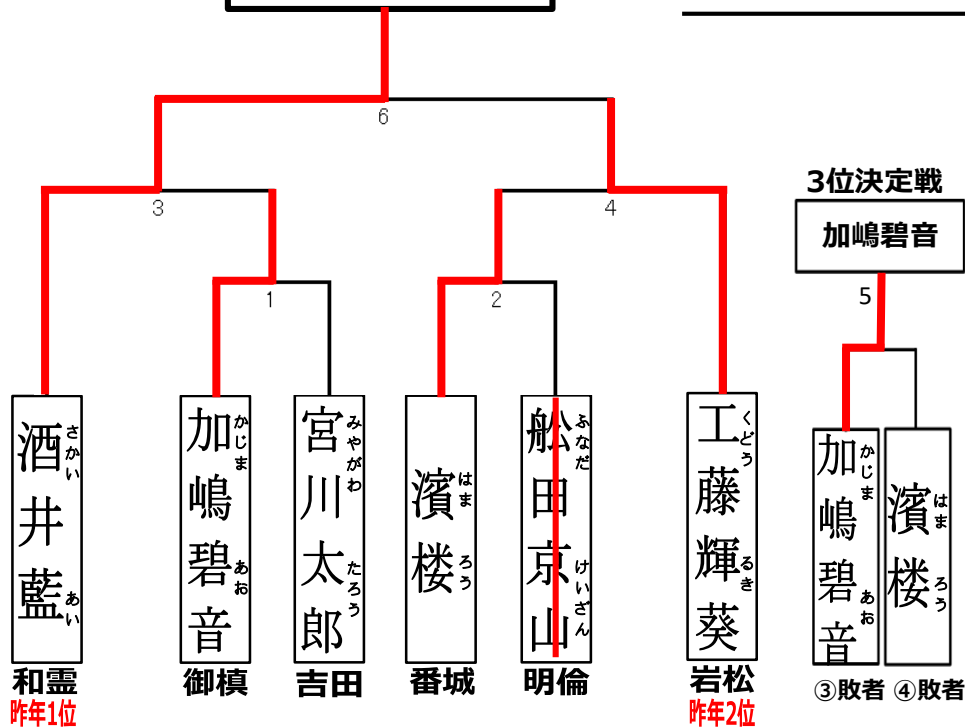 6
3
4
1
2
3位決定戦
加嶋碧音
5
酒井藍
さかい
あい
加嶋碧音
かじま
あお
宮川太郎
みやがわ
たろう
濱楼
はま
ろう
舩田京山
ふなだ
けいざん
工藤輝葵
くどう
るき
加嶋碧音
かじま
あお
濱楼
はま
ろう
和霊
御槙
吉田
番城
明倫
岩松
昨年1位
昨年2位
③敗者
④敗者